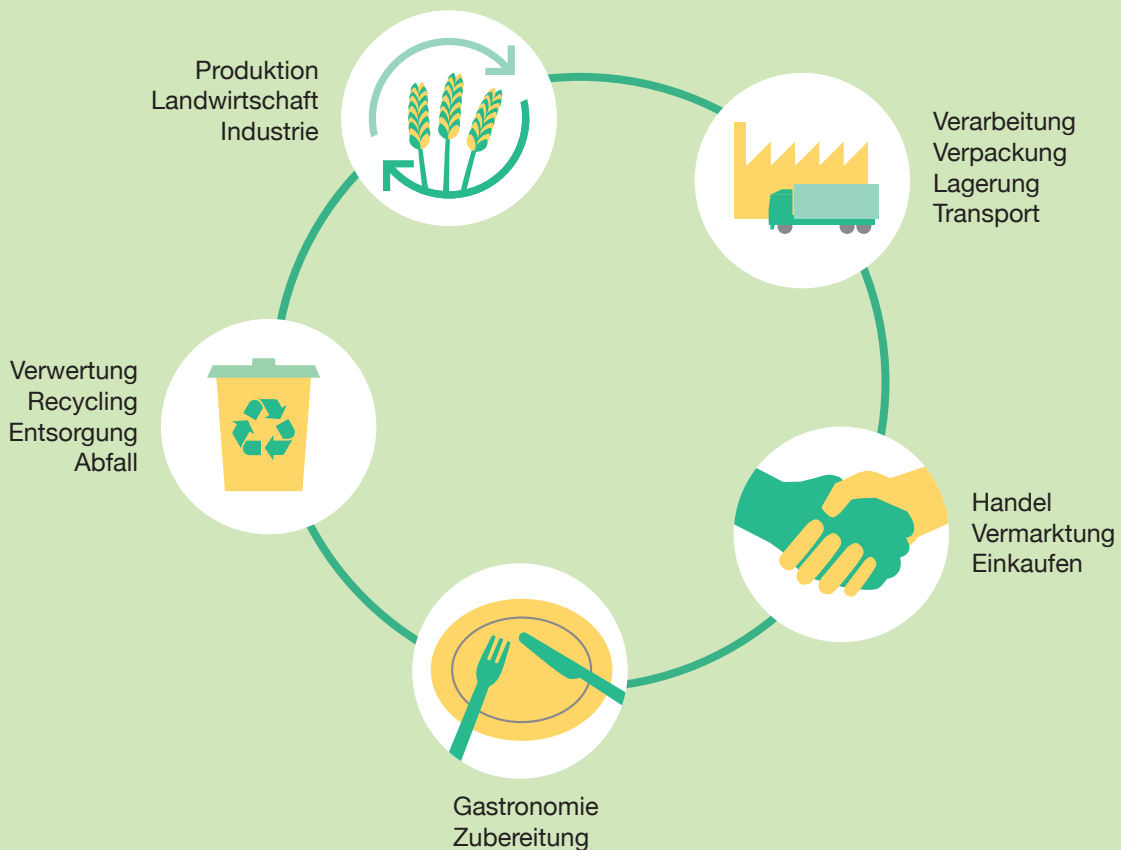 Produktion
Landwirtschaft
Industrie
Verarbeitung
Verpackung
Lagerung
Transport
Handel
Vermarktung
Einkaufen
Gastronomie
Zubereitung
Verwertung
Recycling
Entsorgung
Abfall